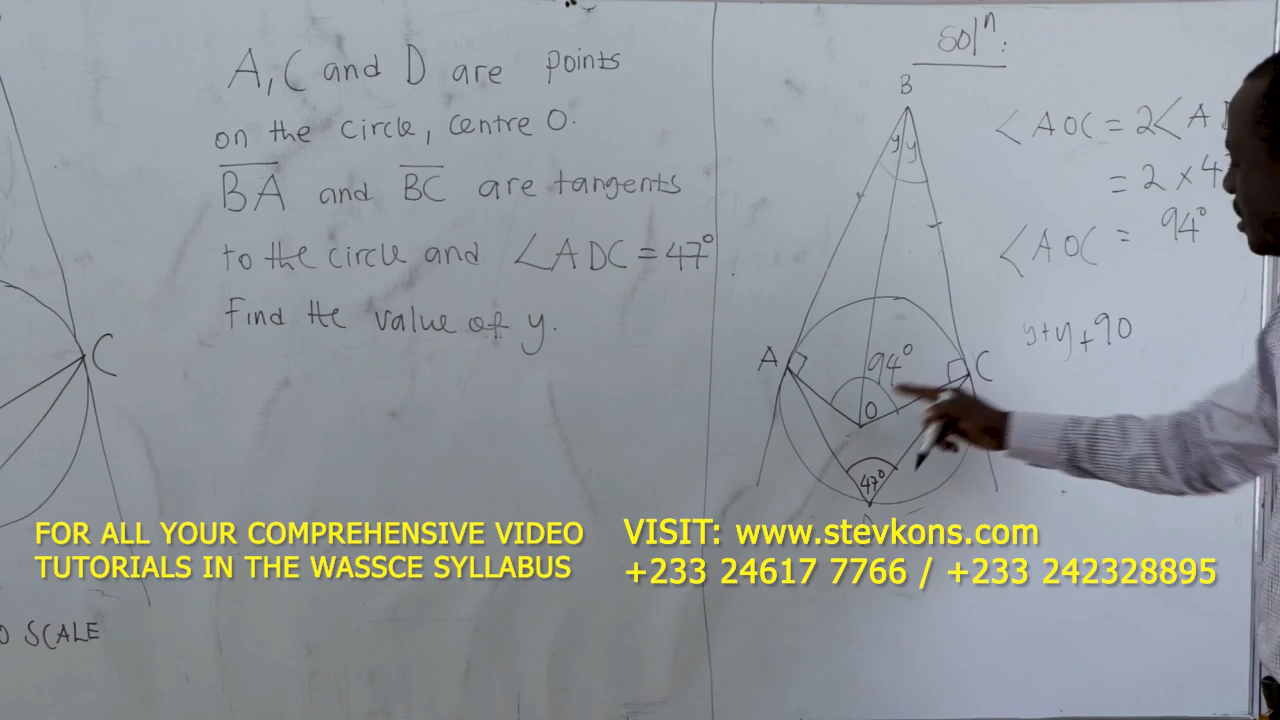 A, C and D are points
on the circle, centre O.
BA and BC are tangents
to the circle and ∠ADC = 47°.
Find the value of y.
C
O SCALE
Solⁿ:
B
y y
A
94°
C
O
47°
∠AOC = 2∠AD
= 2 × 4
∠AOC = 94°
y+y+90
FOR ALL YOUR COMPREHENSIVE VIDEO
TUTORIALS IN THE WASSCE SYLLABUS
VISIT: www.stevkons.com
+233 24617 7766 / +233 242328895